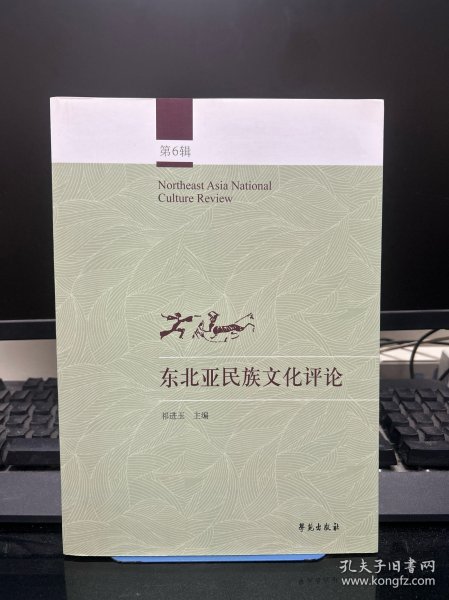 第6辑
Northeast Asia National
Culture Review
东北亚民族文化评论
祁进玉 主编
学苑出版社
孔夫子旧书网
www.kongfz.com